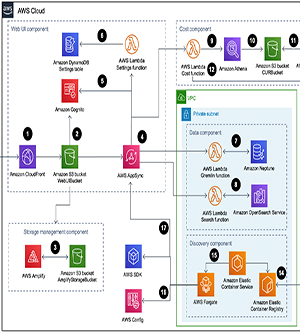 aws
AWS Cloud
Web UI component
6
Amazon DynamoDB
Settings table
AWS Lambda
Settings function
5
Amazon Cognito
1
2
4
Amazon CloudFront
Amazon S3 bucket
WebUIBucket
AWS AppSync
Storage management component
3
AWS Amplify
Amazon S3 bucket
AmplifyStorageBucket
17
AWS SDK
16
AWS Config
Cost component
9
10
11
AWS Lambda
Cost function
12
Amazon Athena
Amazon S3 bucket
CURBucket
VPC
Private subnet
Data component
7
AWS Lambda
Gremlin function
Amazon Neptune
8
AWS Lambda
Search function
Amazon OpenSearch Service
Discovery component
15
14
Amazon Elastic
Container Service
AWS Fargate
Amazon Elastic
Container Registry